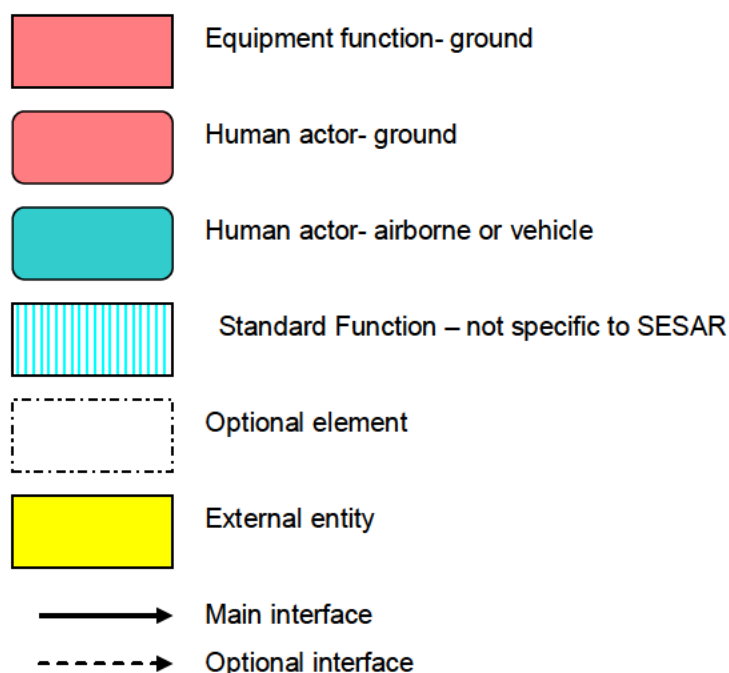 Equipment function- ground
Human actor- ground
Human actor- airborne or vehicle
Standard Function – not specific to SESAR
Optional element
External entity
Main interface
Optional interface